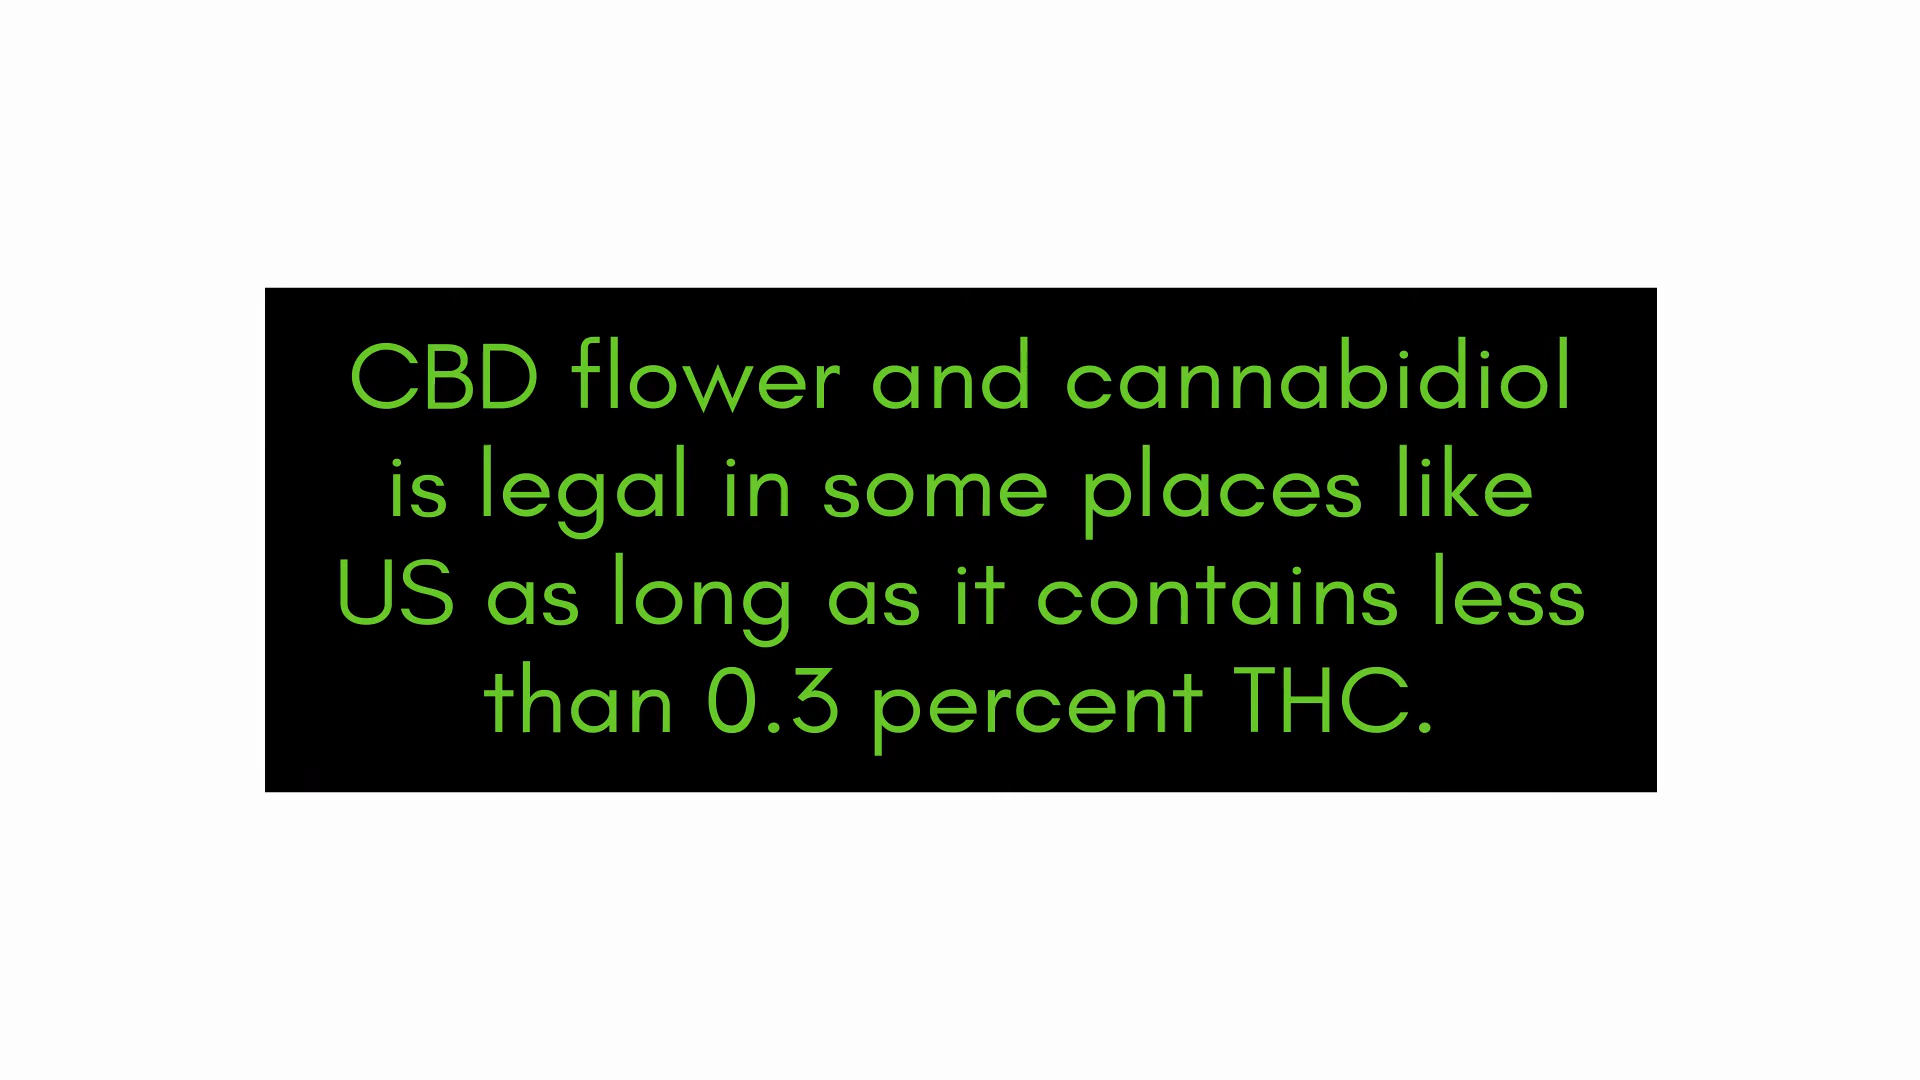 CBD flower and cannabidiol
is legal in some places like
US as long as it contains less
than 0.3 percent THC.